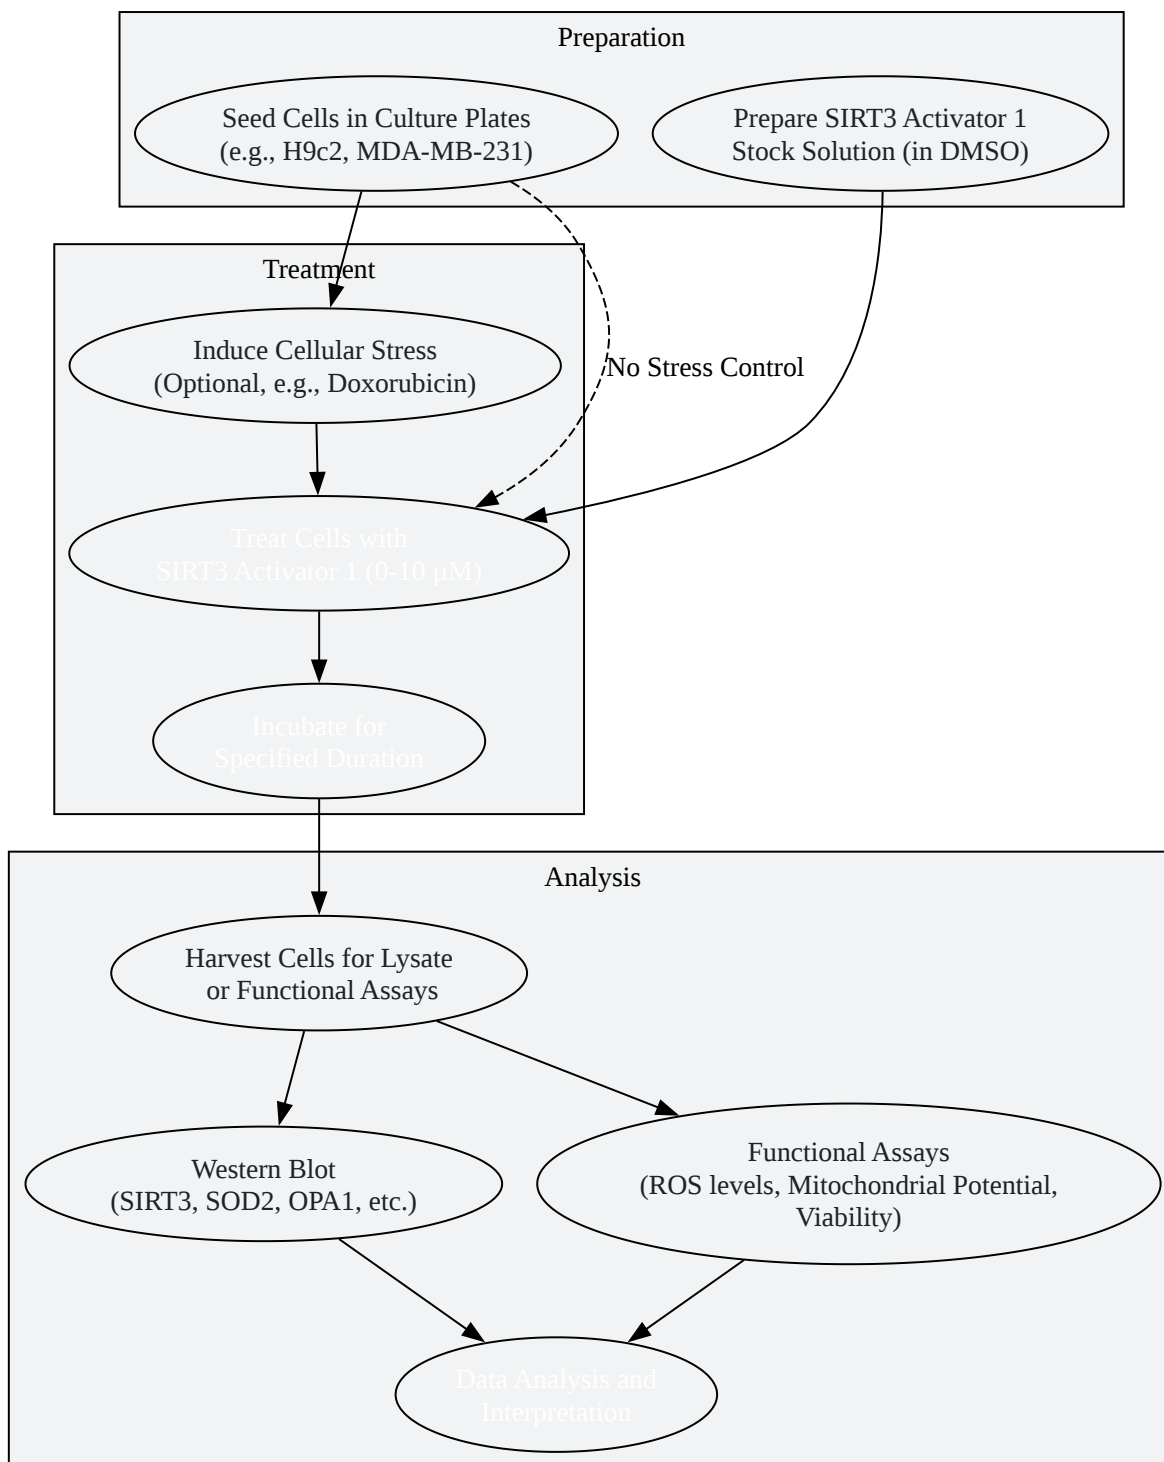 Preparation
Seed Cells in Culture Plates
(e.g., H9c2, MDA-MB-231)
Prepare SIRT3 Activator 1
Stock Solution (in DMSO)
Treatment
Induce Cellular Stress
(Optional, e.g., Doxorubicin)
No Stress Control
Treat Cells with
SIRT3 Activator 1 (0-10 µM)
Incubate for
Specified Duration
Analysis
Harvest Cells for Lysate
or Functional Assays
Western Blot
(SIRT3, SOD2, OPA1, etc.)
Functional Assays
(ROS levels, Mitochondrial Potential,
Viability)
Data Analysis and
Interpretation